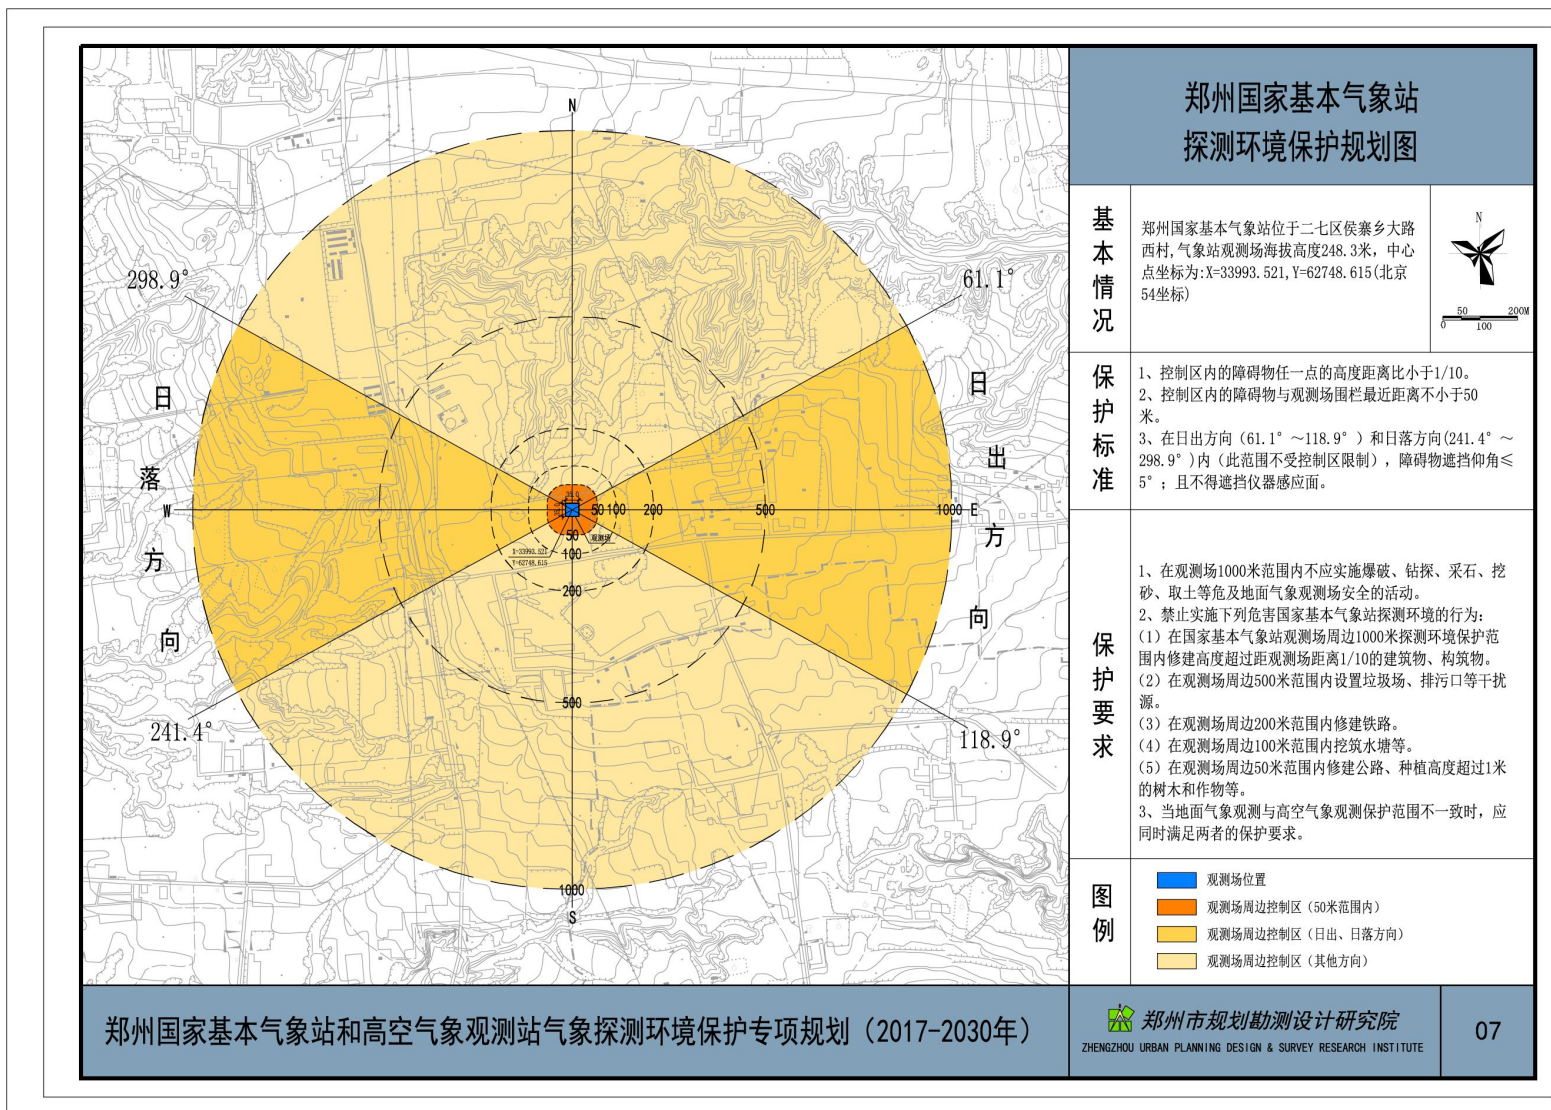 郑州国家基本气象站
探测环境保护规划图
基本情况
郑州国家基本气象站位于二七区侯寨乡大路
西村,气象站观测场海拔高度248.3米, 中心
点坐标为:X=33993.521,Y=62748.615(北京
54坐标)
N
50 200M
0 100
保护标准
1、控制区内的障碍物任一点的高度距离比小于1/10。
2、控制区内的障碍物与观测场围栏最近距离不小于50
米。
3、在日出方向（61.1°～118.9°）和日落方向(241.4°～
298.9°)内（此范围不受控制区限制），障碍物遮挡仰角≤
5°；且不得遮挡仪器感应面。
保护要求
1、在观测场1000米范围内不应实施爆破、钻探、采石、挖
砂、取土等危及地面气象观测场安全的活动。
2、禁止实施下列危害国家基本气象站探测环境的行为:
(1) 在国家基本气象站观测场周边1000米探测环境保护范
围内修建高度超过距观测场距离1/10的建筑物、构筑物。
(2) 在观测场周边500米范围内设置垃圾场、排污口等干扰
源。
(3) 在观测场周边200米范围内修建铁路。
(4) 在观测场周边100米范围内挖筑水塘等。
(5) 在观测场周边50米范围内修建公路、种植高度超过1米
的树木和作物等。
3、当地面气象观测与高空气象观测保护范围不一致时，应
同时满足两者的保护要求。
图例
观测场位置
观测场周边控制区（50米范围内）
观测场周边控制区（日出、日落方向）
观测场周边控制区（其他方向）
N
298.9°
61.1°
日落方向
日出方向
35.0
35.0
W
50 100 200 500 1000 E
50
观测场
100
X=33993.521
Y=62748.615
200
500
241.4°
118.9°
1000
S
郑州国家基本气象站和高空气象观测站气象探测环境保护专项规划（2017-2030年）
郑州市规划勘测设计研究院
ZHENGZHOU URBAN PLANNING DESIGN & SURVEY RESEARCH INSTITUTE
07